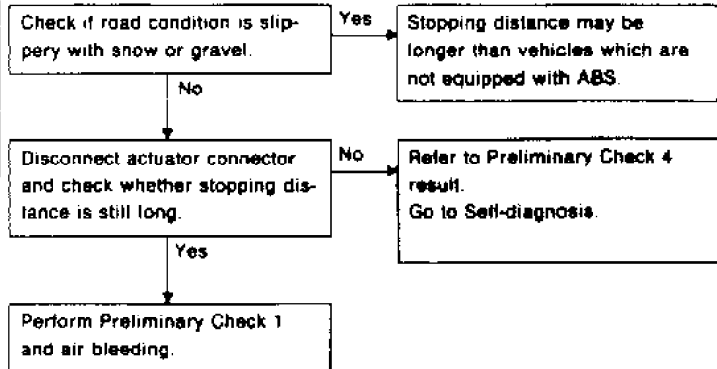 Check if road condition is slip-
pery with snow or gravel.
Yes
Stopping distance may be
longer than vehicles which are
not equipped with ABS.
No
Disconnect actuator connector
and check whether stopping dis-
tance is still long.
No
Refer to Preliminary Check 4
result.
Go to Self-diagnosis.
Yes
Perform Preliminary Check 1
and air bleeding.